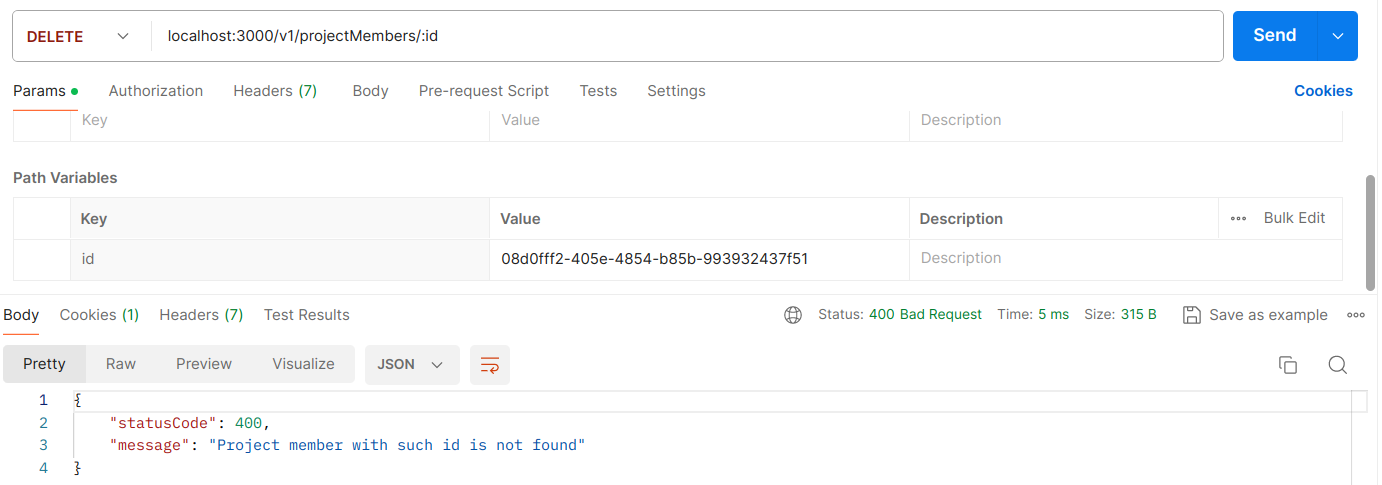 DELETE localhost:3000/v1/projectMembers/:id Send
Params Authorization Headers (7) Body Pre-request Script Tests Settings Cookies
Key Value Description
Path Variables
Key Value Description Bulk Edit
id 08d0fff2-405e-4854-b85b-993932437f51 Description
Body Cookies (1) Headers (7) Test Results Status: 400 Bad Request Time: 5 ms Size: 315 B Save as example
Pretty Raw Preview Visualize JSON
1 {
2 "statusCode": 400,
3 "message": "Project member with such id is not found"
4 }